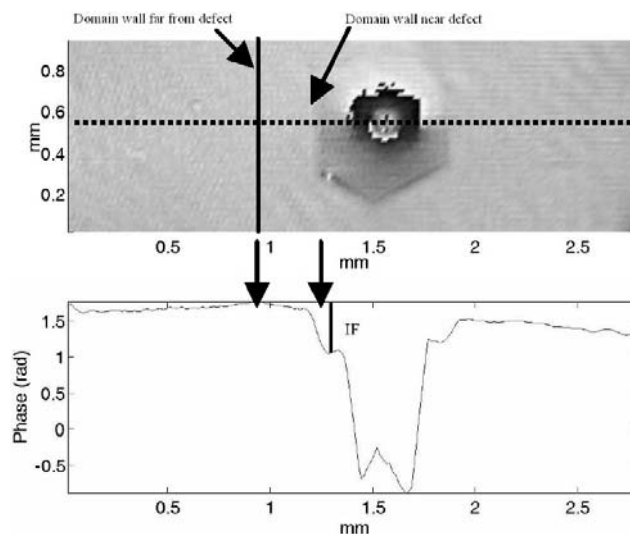 Domain wall far from defect
Domain wall near defect
0.8
0.6
0.4
0.2
mm
0.5
1
1.5
2
2.5
mm
1.5
1
0.5
0
-0.5
Phase (rad)
IF
0.5
1
1.5
2
2.5
mm